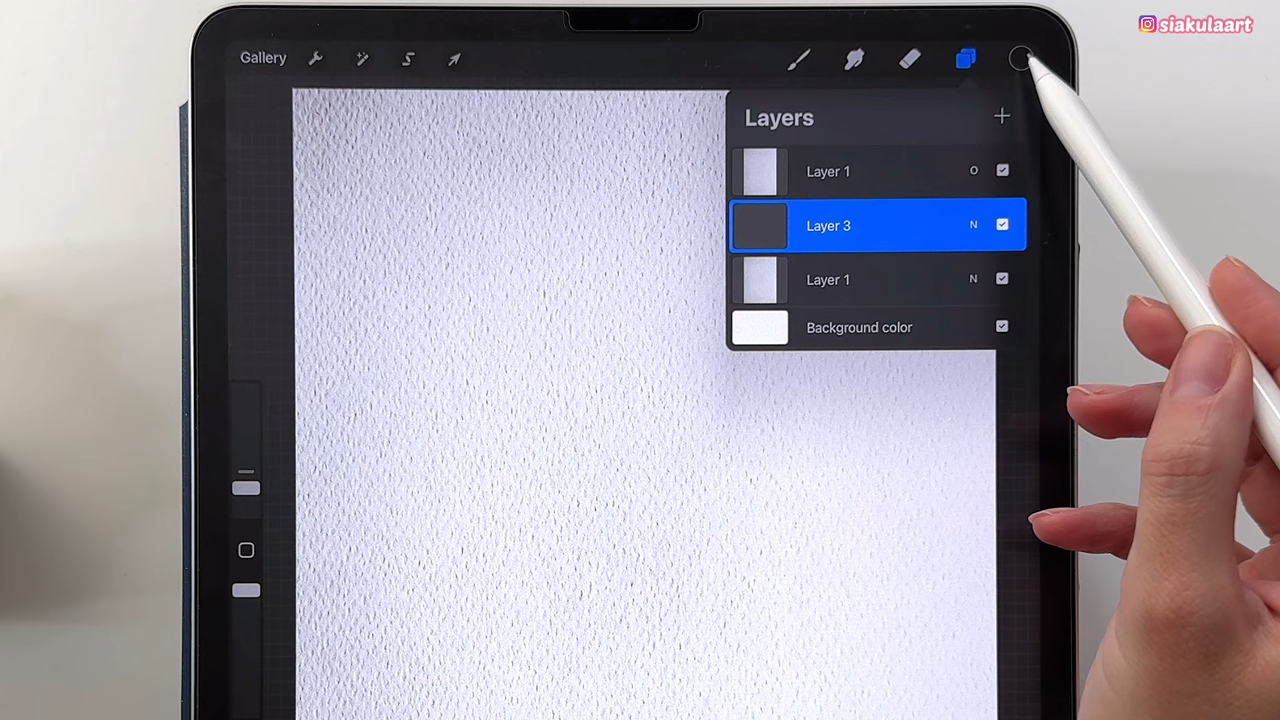 siakulaart
Gallery
Layers
Layer 1 O
Layer 3 N
Layer 1 N
Background color